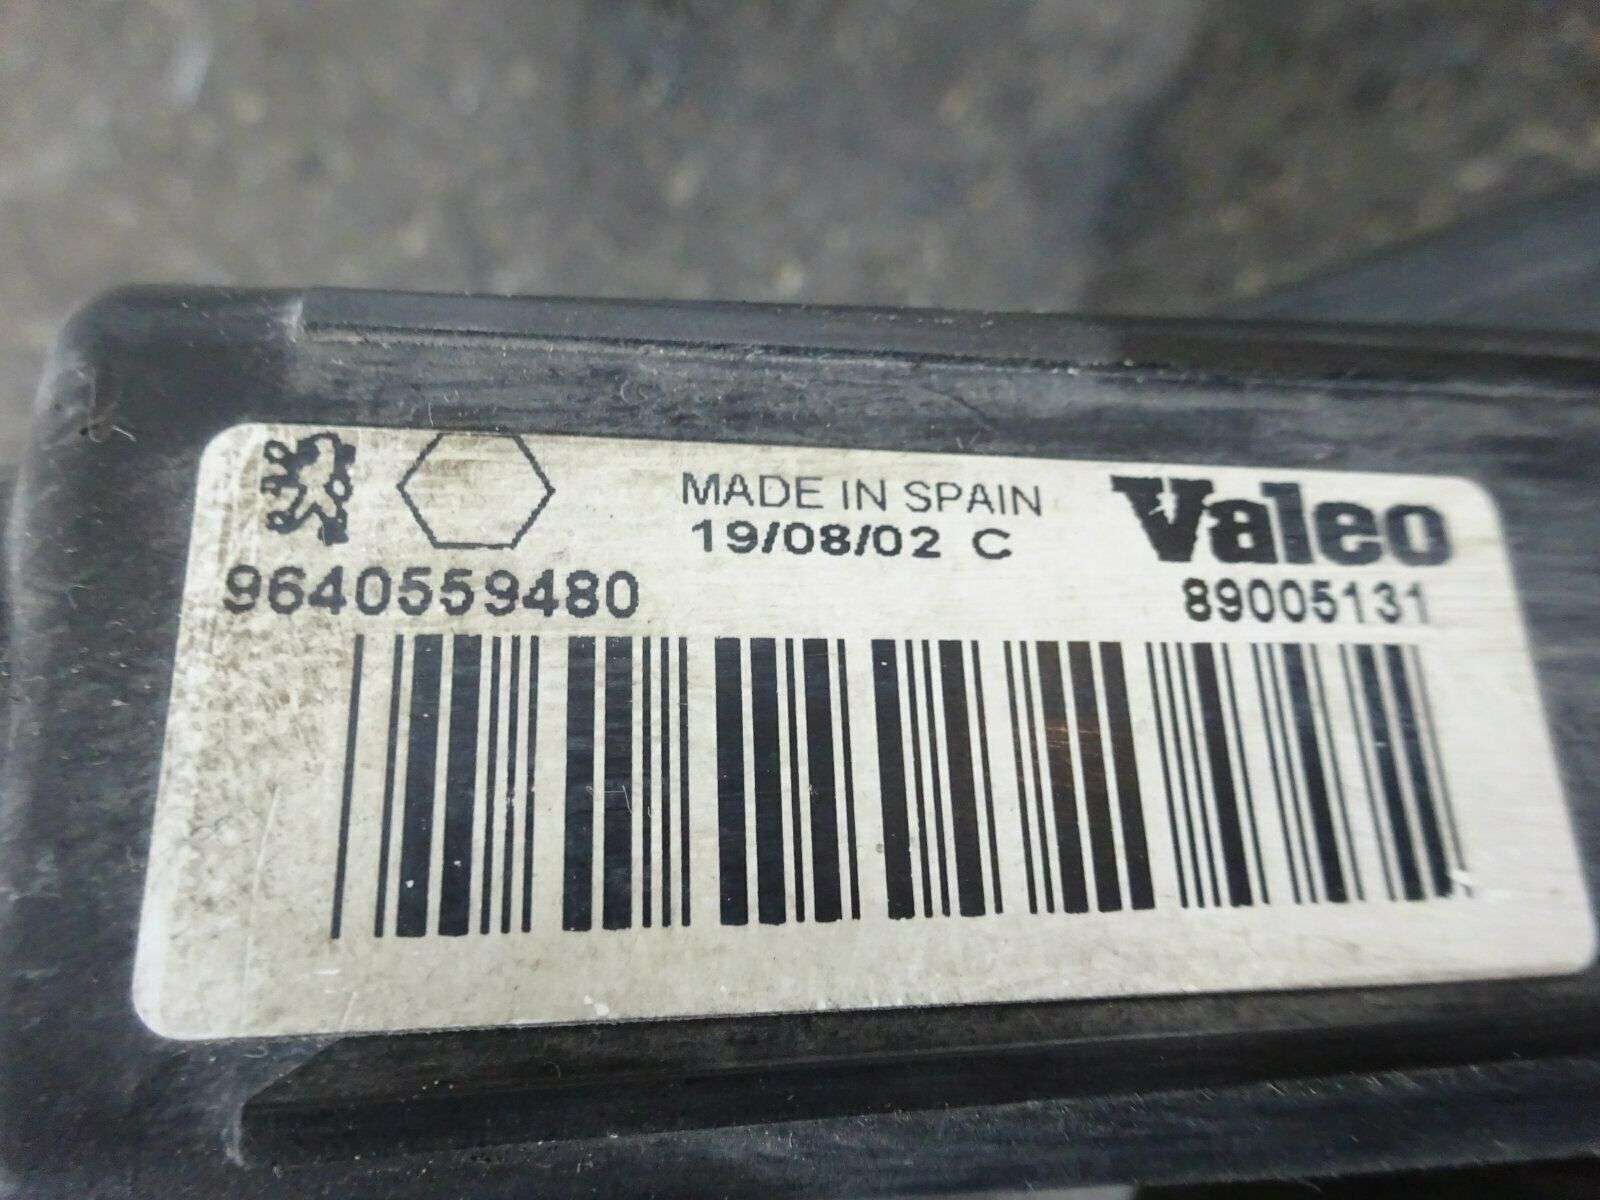 MADE IN SPAIN
19/08/02 C
Valeo
9640559480
89005131